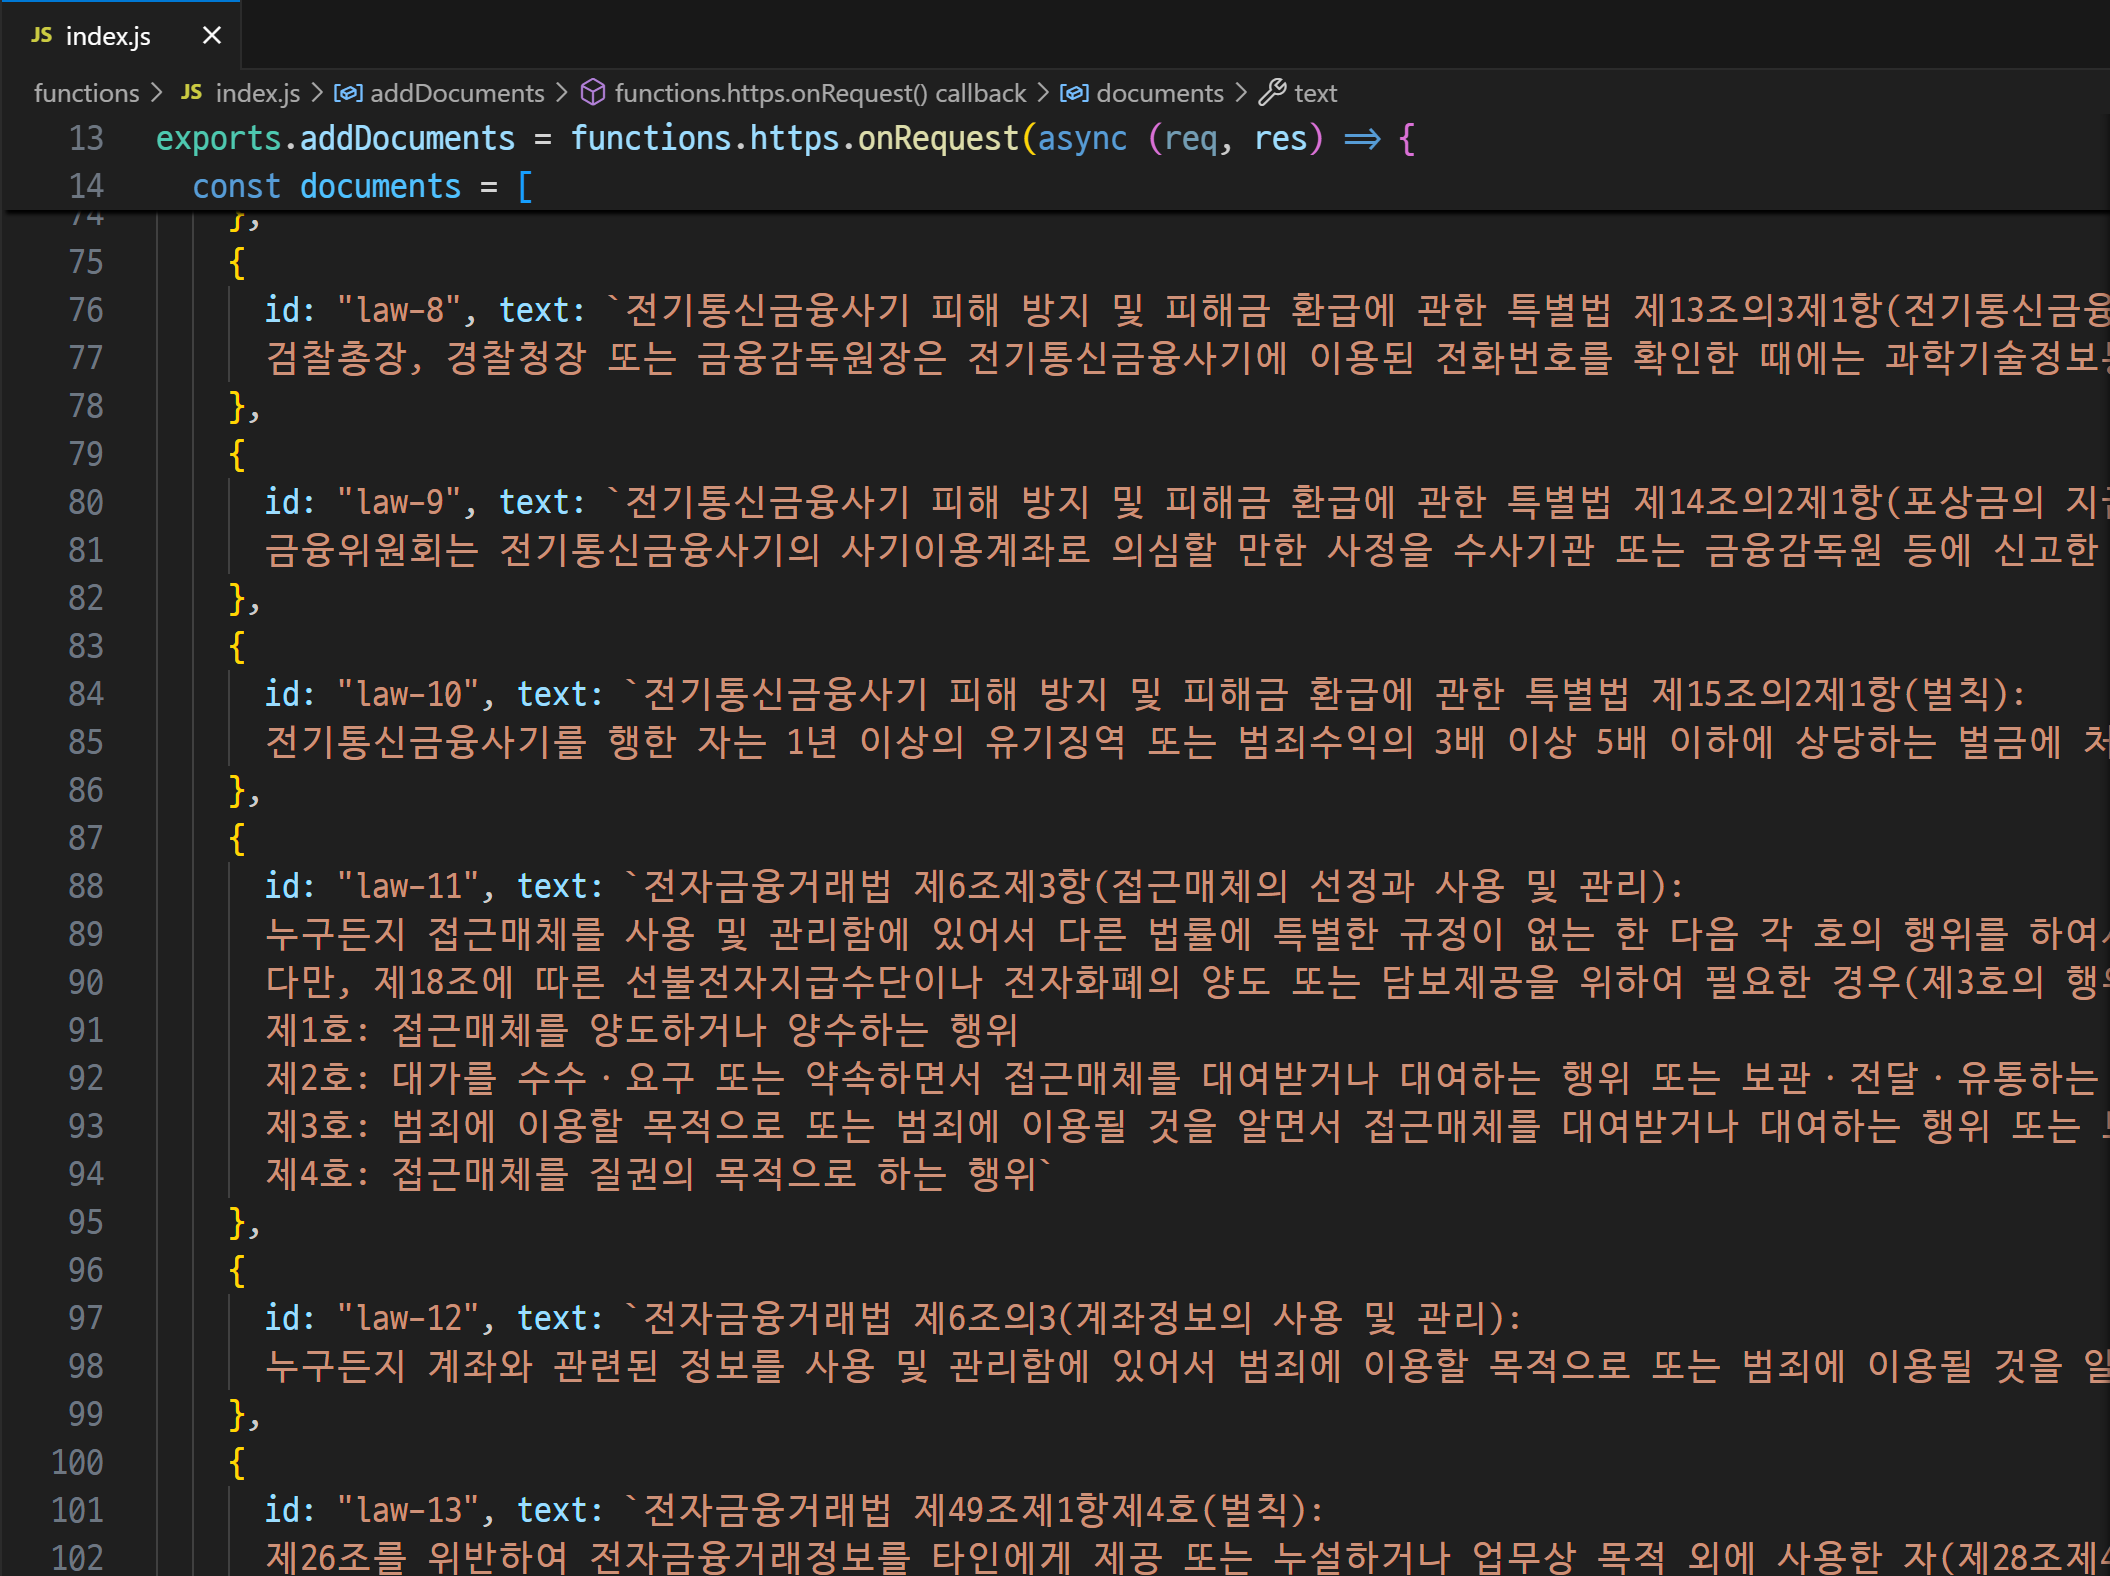 JS index.js ×
functions > JS index.js > addDocuments > functions.https.onRequest() callback > documents > text
13 exports.addDocuments = functions.https.onRequest(async (req, res) => {
14 const documents = [
74 },
75 {
76 id: "law-8", text: `전기통신금융사기 피해 방지 및 피해금 환급에 관한 특별법 제13조의3제1항(전기통신금융
77 검찰총장, 경찰청장 또는 금융감독원장은 전기통신금융사기에 이용된 전화번호를 확인한 때에는 과학기술정보
78 },
79 {
80 id: "law-9", text: `전기통신금융사기 피해 방지 및 피해금 환급에 관한 특별법 제14조의2제1항(포상금의 지
81 금융위원회는 전기통신금융사기의 사기이용계좌로 의심할 만한 사정을 수사기관 또는 금융감독원 등에 신고한
82 },
83 {
84 id: "law-10", text: `전기통신금융사기 피해 방지 및 피해금 환급에 관한 특별법 제15조의2제1항(벌칙):
85 전기통신금융사기를 행한 자는 1년 이상의 유기징역 또는 범죄수익의 3배 이상 5배 이하에 상당하는 벌금에 처
86 },
87 {
88 id: "law-11", text: `전자금융거래법 제6조제3항(접근매체의 선정과 사용 및 관리):
89 누구든지 접근매체를 사용 및 관리함에 있어서 다른 법률에 특별한 규정이 없는 한 다음 각 호의 행위를 하여
90 다만, 제18조에 따른 선불전자지급수단이나 전자화폐의 양도 또는 담보제공을 위하여 필요한 경우(제3호의 행
91 제1호: 접근매체를 양도하거나 양수하는 행위
92 제2호: 대가를 수수·요구 또는 약속하면서 접근매체를 대여받거나 대여하는 행위 또는 보관·전달·유통하는
93 제3호: 범죄에 이용할 목적으로 또는 범죄에 이용될 것을 알면서 접근매체를 대여받거나 대여하는 행위 또는
94 제4호: 접근매체를 질권의 목적으로 하는 행위`
95 },
96 {
97 id: "law-12", text: `전자금융거래법 제6조의3(계좌정보의 사용 및 관리):
98 누구든지 계좌와 관련된 정보를 사용 및 관리함에 있어서 범죄에 이용할 목적으로 또는 범죄에 이용될 것을
99 },
100 {
101 id: "law-13", text: `전자금융거래법 제49조제1항제4호(벌칙):
102 제26조를 위반하여 전자금융거래정보를 타인에게 제공 또는 누설하거나 업무상 목적 외에 사용한 자(제28조제4